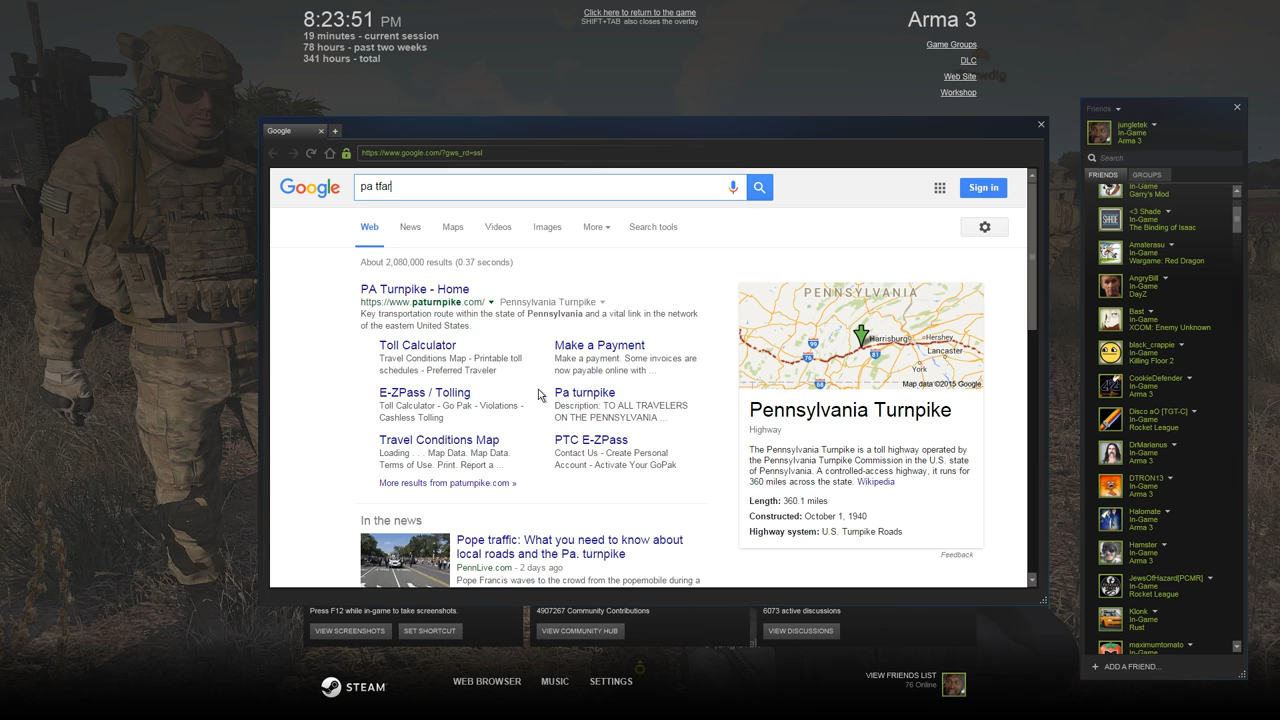 8:23:51 PM
19 minutes - current session
78 hours - past two weeks
341 hours - total
Click here to return to the game
SHIFT+TAB also closes the overlay
Arma 3
Game Groups
DLC
Web Site
Workshop
Google
https://www.google.com/?gws_rd=ssl
Google
pa tfar
Sign in
Web
News
Maps
Videos
Images
More
Search tools
About 2,080,000 results (0.37 seconds)
PA Turnpike - Home
https://www.paturnpike.com/ Pennsylvania Turnpike
Key transportation route within the state of Pennsylvania and a vital link in the network
of the eastern United States.
Toll Calculator
Travel Conditions Map - Printable toll
schedules - Preferred Traveler
Make a Payment
Make a payment. Some invoices are
now payable online with ...
E-ZPass / Tolling
Toll Calculator - Go Pak - Violations -
Cashless Tolling
Pa turnpike
Description: TO ALL TRAVELERS
ON THE PENNSYLVANIA ...
Travel Conditions Map
Loading . . . Map Data. Map Data.
Terms of Use. Print. Report a ...
PTC E-ZPass
Contact Us - Create Personal
Account - Activate Your GoPak
More results from paturnpike.com »
In the news
Pope traffic: What you need to know about
local roads and the Pa. turnpike
PennLive.com - 2 days ago
Pope Francis waves to the crowd from the popemobile during a
PENNSYLVANIA
99
76
68
81
Harrisburg
Hershey
Lancaster
York
Map data ©2015 Google
Pennsylvania Turnpike
Highway
The Pennsylvania Turnpike is a toll highway operated by
the Pennsylvania Turnpike Commission in the U.S. state
of Pennsylvania. A controlled-access highway, it runs for
360 miles across the state. Wikipedia
Length: 360.1 miles
Constructed: October 1, 1940
Highway system: U.S. Turnpike Roads
Feedback
Friends
jungletek
In-Game
Arma 3
Search
FRIENDS
GROUPS
In-Game
Garry's Mod
<3 Shade
In-Game
The Binding of Isaac
Amaterasu
In-Game
Wargame: Red Dragon
AngryBill
In-Game
DayZ
Bast
In-Game
XCOM: Enemy Unknown
black_crappie
In-Game
Killing Floor 2
CookieDefender
In-Game
Arma 3
Disco aO [TGT-C]
In-Game
Rocket League
DrMarianus
In-Game
Arma 3
DTRON13
In-Game
Arma 3
Halomate
In-Game
Arma 3
Hamster
In-Game
Arma 3
JewsOfHazard[PCMR]
In-Game
Rocket League
Klonk
In-Game
Rust
maximumtomato
In-Game
+ ADD A FRIEND...
Press F12 while in-game to take screenshots.
VIEW SCREENSHOTS
SET SHORTCUT
4907267 Community Contributions
VIEW COMMUNITY HUB
6073 active discussions
VIEW DISCUSSIONS
STEAM
WEB BROWSER
MUSIC
SETTINGS
VIEW FRIENDS LIST
76 Online